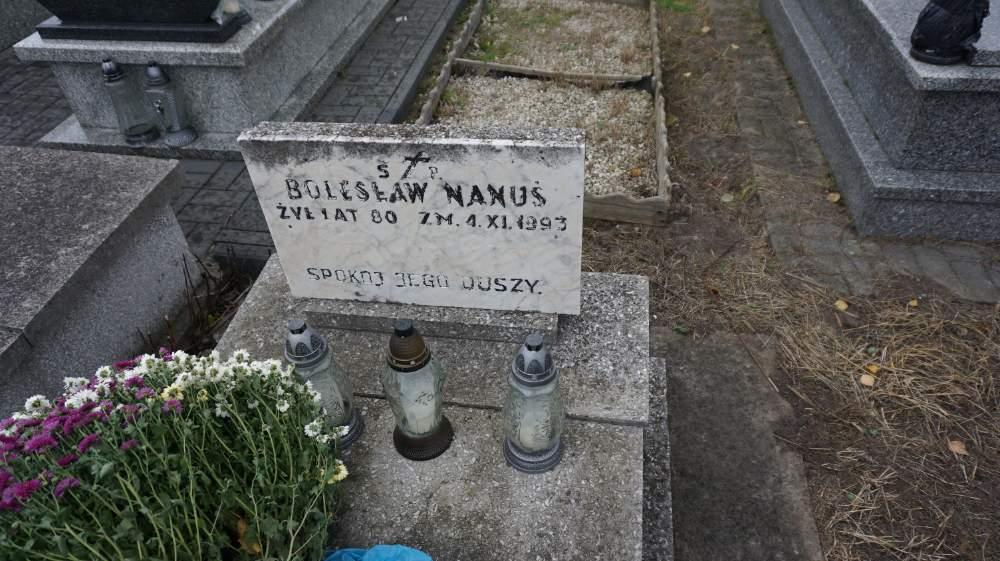 Ś P.
BOLESŁAW NANUŚ
ŻYŁ LAT 80 ZM. 4.XI.1993
SPOKÓJ JEGO DUSZY.